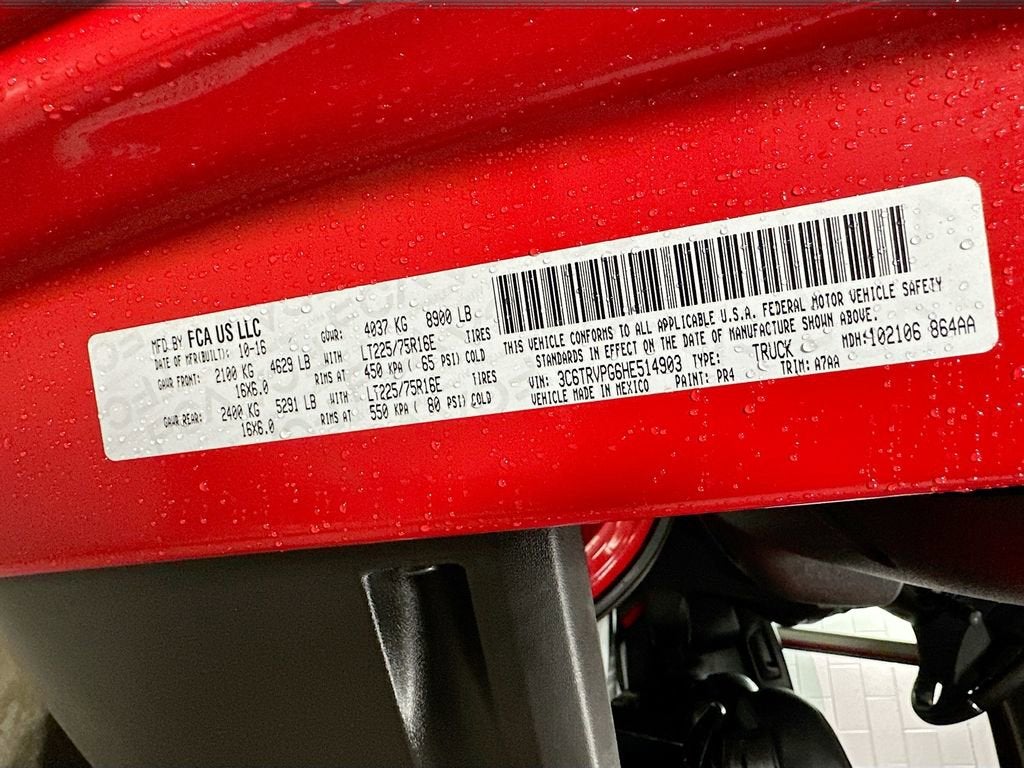 MFD BY FCA US LLC
DATE OF MFR(BUILT): 10-16 GVWR: 4037 KG 8900 LB
GAWR FRONT: 2100 KG 4629 LB WITH LT225/75R16E TIRES
16X6.0 RIMS AT 450 KPA ( 65 PSI) COLD
GAWR REAR: 2400 KG 5291 LB WITH LT225/75R16E TIRES
16X6.0 RIMS AT 550 KPA ( 80 PSI) COLD
THIS VEHICLE CONFORMS TO ALL APPLICABLE U.S.A. FEDERAL MOTOR VEHICLE SAFETY
STANDARDS IN EFFECT ON THE DATE OF MANUFACTURE SHOWN ABOVE.
VIN: 3C6TRVPG6HE514903 TYPE: TRUCK MDH:102106 864AA
VEHICLE MADE IN MEXICO PAINT: PR4 TRIM: A7AA